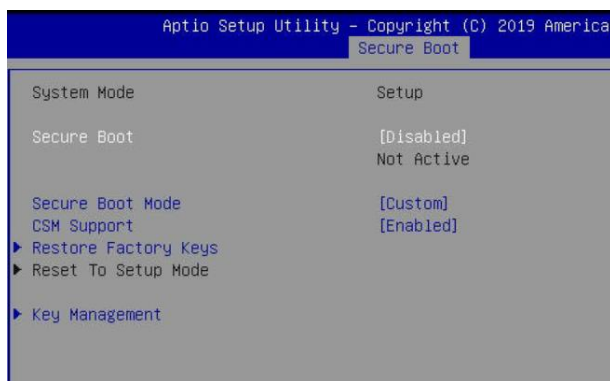 Aptio Setup Utility – Copyright (C) 2019 America
Secure Boot
System Mode Setup
Secure Boot [Disabled]
Not Active
Secure Boot Mode [Custom]
CSM Support [Enabled]
Restore Factory Keys
Reset To Setup Mode
Key Management